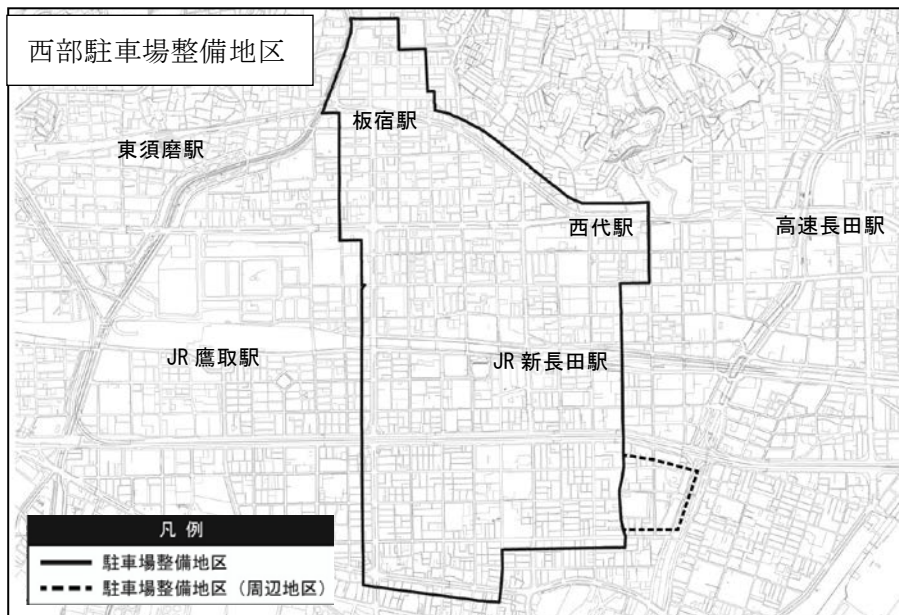 西部駐車場整備地区
板宿駅
東須磨駅
西代駅
高速長田駅
JR 鷹取駅
JR 新長田駅
凡例
駐車場整備地区
駐車場整備地区（周辺地区）